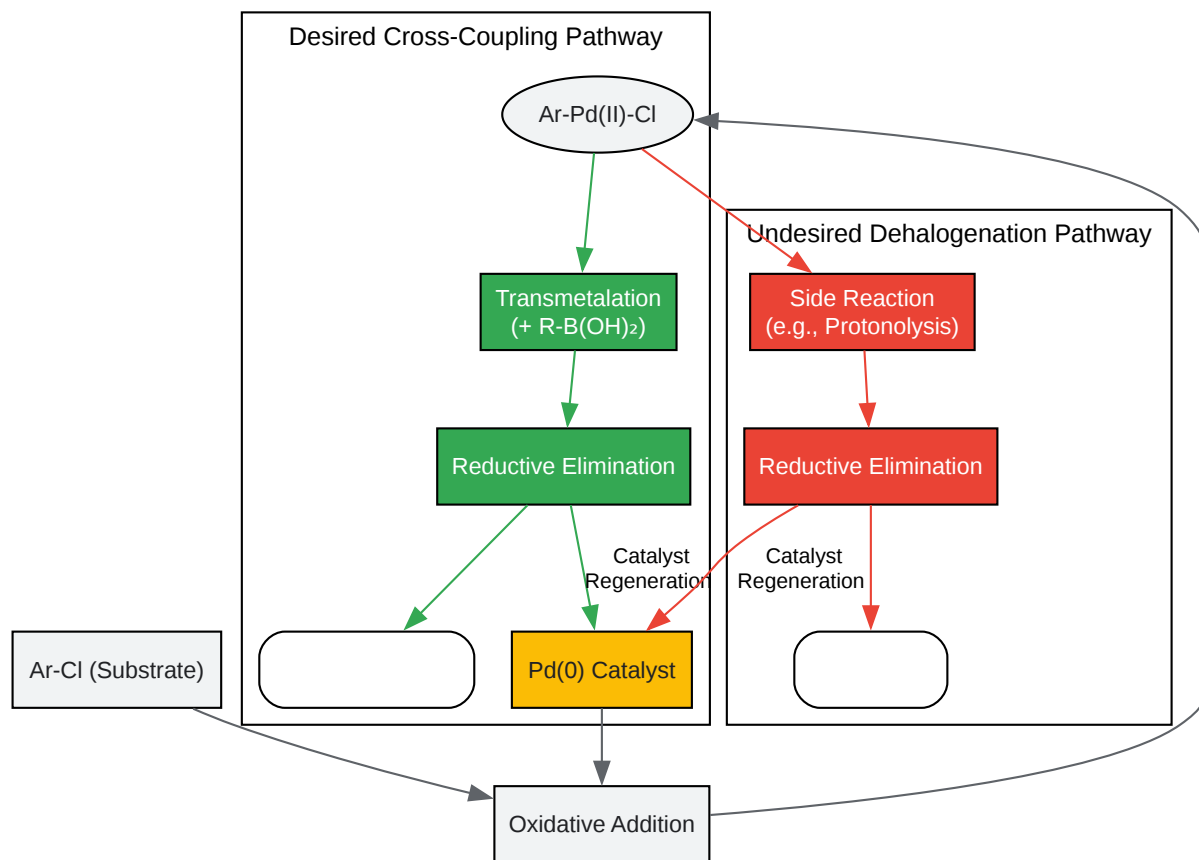 Desired Cross-Coupling Pathway
Ar-Pd(II)-Cl
Undesired Dehalogenation Pathway
Transmetalation
(+ R-B(OH)₂)
Side Reaction
(e.g., Protonolysis)
Reductive Elimination
Reductive Elimination
Catalyst
Regeneration
Catalyst
Regeneration
Ar-Cl (Substrate)
Pd(0) Catalyst
Oxidative Addition